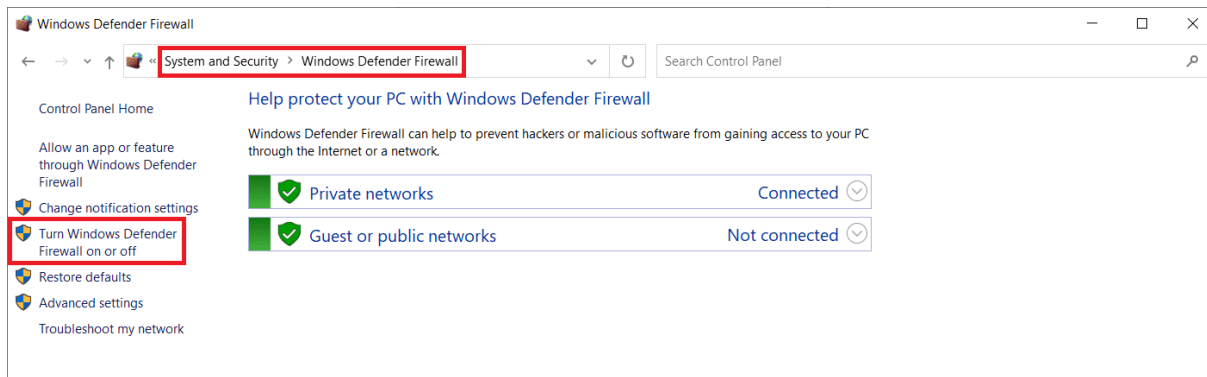 Windows Defender Firewall
« System and Security > Windows Defender Firewall
Search Control Panel
Control Panel Home
Allow an app or feature
through Windows Defender
Firewall
Change notification settings
Turn Windows Defender
Firewall on or off
Restore defaults
Advanced settings
Troubleshoot my network
Help protect your PC with Windows Defender Firewall
Windows Defender Firewall can help to prevent hackers or malicious software from gaining access to your PC
through the Internet or a network.
Private networks Connected
Guest or public networks Not connected